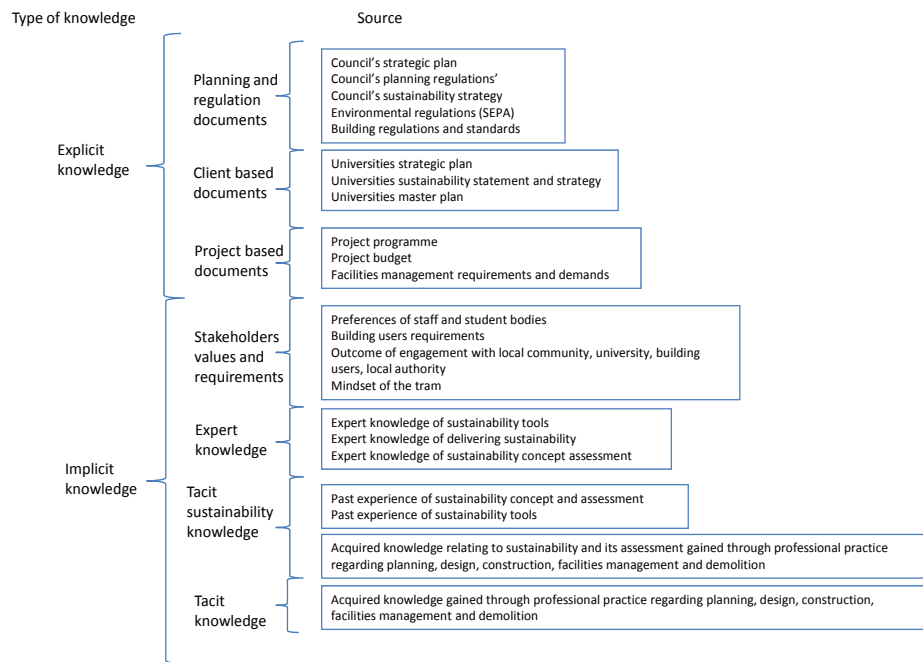 Type of knowledge
Source
Explicit
knowledge
Planning and
regulation
documents
Council's strategic plan
Council's planning regulations'
Council's sustainability strategy
Environmental regulations (SEPA)
Building regulations and standards
Client based
documents
Universities strategic plan
Universities sustainability statement and strategy
Universities master plan
Project based
documents
Project programme
Project budget
Facilities management requirements and demands
Implicit
knowledge
Stakeholders
values and
requirements
Preferences of staff and student bodies
Building users requirements
Outcome of engagement with local community, university, building
users, local authority
Mindset of the tram
Expert
knowledge
Expert knowledge of sustainability tools
Expert knowledge of delivering sustainability
Expert knowledge of sustainability concept assessment
Tacit
sustainability
knowledge
Past experience of sustainability concept and assessment
Past experience of sustainability tools
Acquired knowledge relating to sustainability and its assessment gained through professional practice
regarding planning, design, construction, facilities management and demolition
Tacit
knowledge
Acquired knowledge gained through professional practice regarding planning, design, construction,
facilities management and demolition